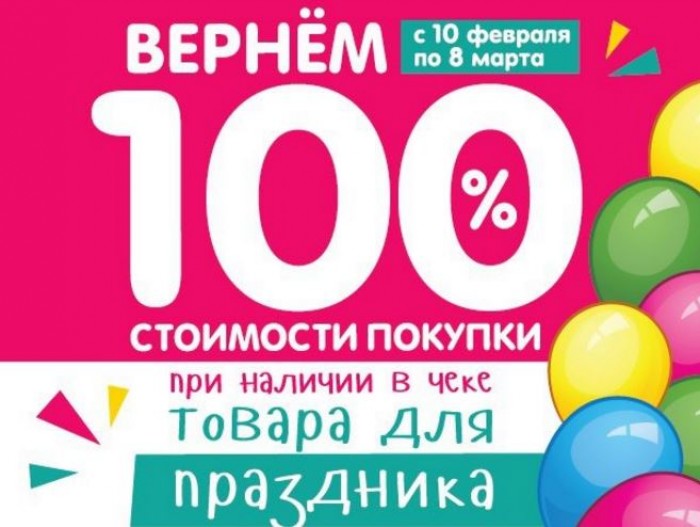 ВЕРНЁМ
с 10 февраля
по 8 марта
100%
СТОИМОСТИ ПОКУПКИ
при наличии в чеке
товара для
праздника